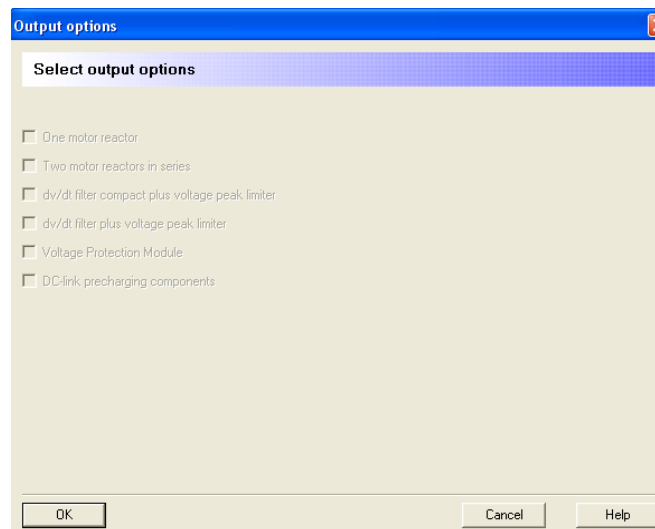 Output options
Select output options
One motor reactor
Two motor reactors in series
dv/dt filter compact plus voltage peak limiter
dv/dt filter plus voltage peak limiter
Voltage Protection Module
DC-link precharging components
OK
Cancel
Help